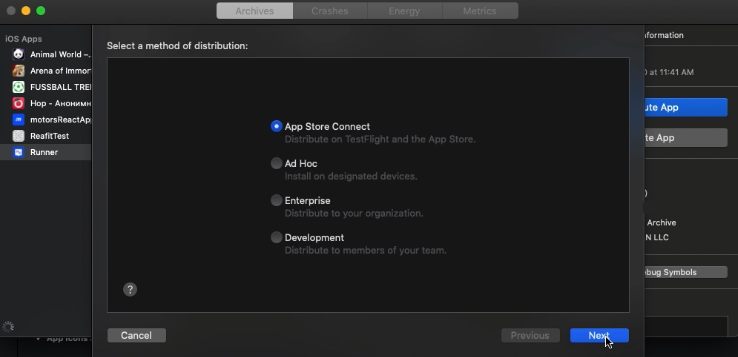 Archives
Crashes
Energy
Metrics
iOS Apps
Select a method of distribution:
Animal World –
Arena of Immor
FUSSBALL TRE
Нор - Анонимн
motorsReactAp
ReafitTest
Runner
App Store Connect
Distribute on TestFlight and the App Store.
Ad Hoc
Install on designated devices.
Enterprise
Distribute to your organization.
Development
Distribute to members of your team.
?
Cancel
Previous
Next
formation
at 11:41 AM
ute App
te App
)
Archive
N LLC
ebug Symbols
App Icons